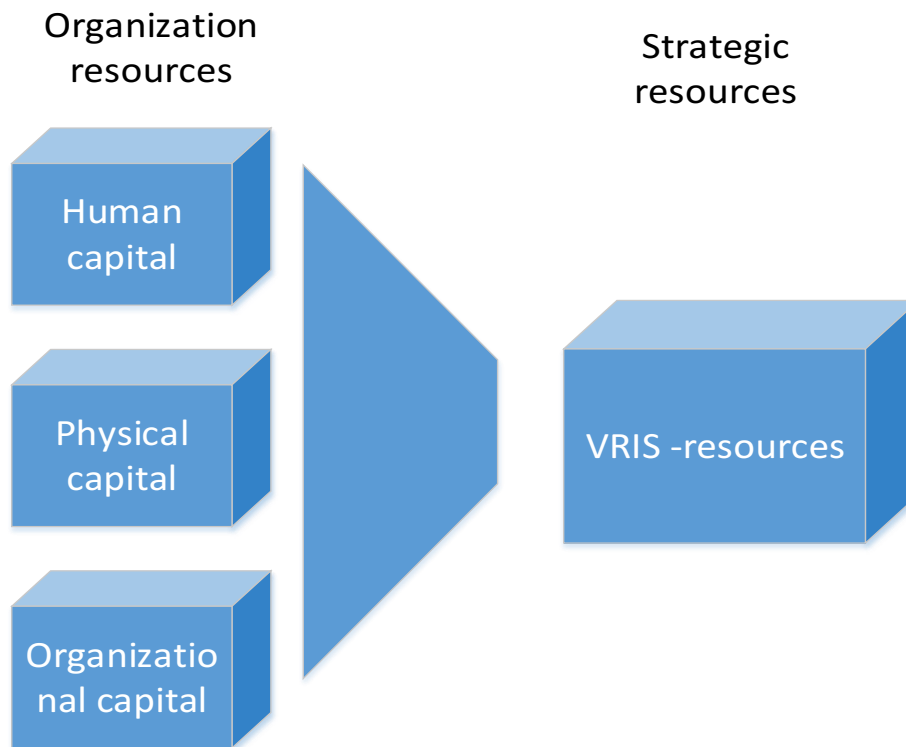 Organization
resources
Strategic
resources
Human
capital
Physical
capital
VRIS -resources
Organizatio
nal capital